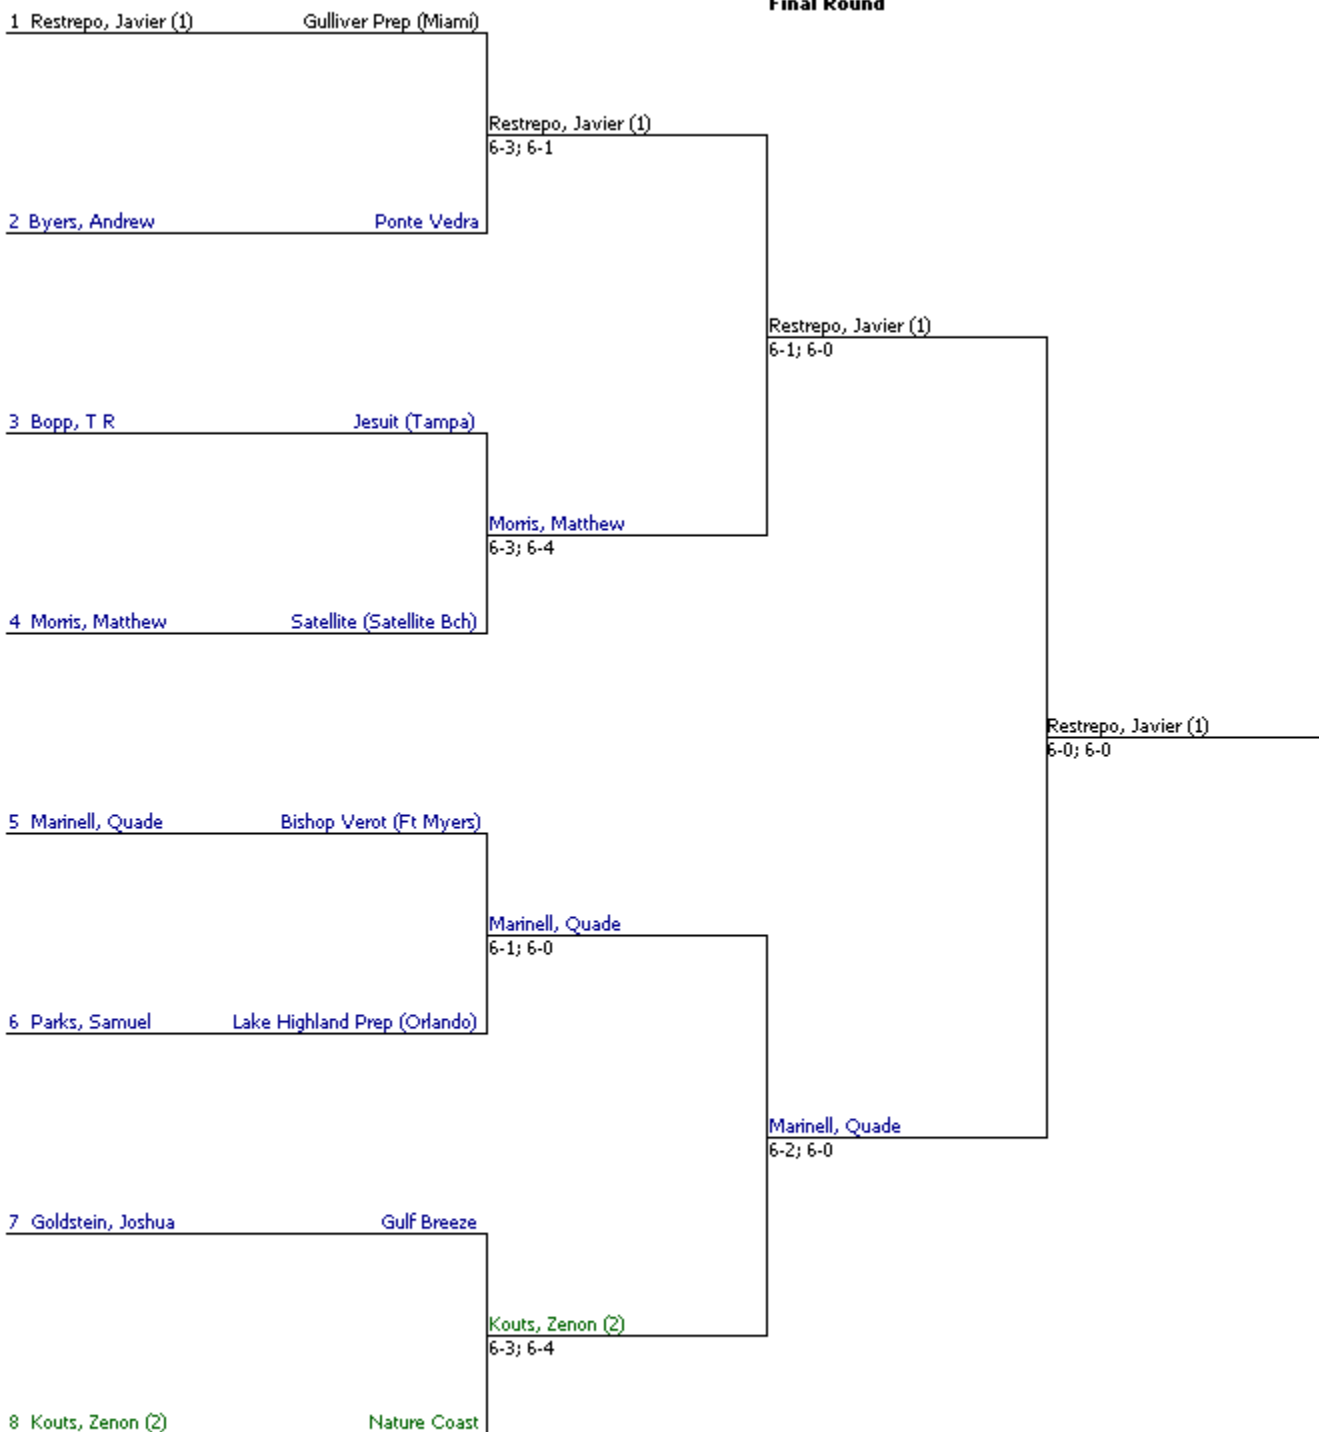 Final Round
1 Restrepo, Javier (1) Gulliver Prep (Miami)
Restrepo, Javier (1)
6-3; 6-1
2 Byers, Andrew Ponte Vedra
Restrepo, Javier (1)
6-1; 6-0
3 Bopp, T R Jesuit (Tampa)
Morris, Matthew
6-3; 6-4
4 Morris, Matthew Satellite (Satellite Bch)
Restrepo, Javier (1)
6-0; 6-0
5 Marinell, Quade Bishop Verot (Ft Myers)
Marinell, Quade
6-1; 6-0
6 Parks, Samuel Lake Highland Prep (Orlando)
Marinell, Quade
6-2; 6-0
7 Goldstein, Joshua Gulf Breeze
Kouts, Zenon (2)
6-3; 6-4
8 Kouts, Zenon (2) Nature Coast